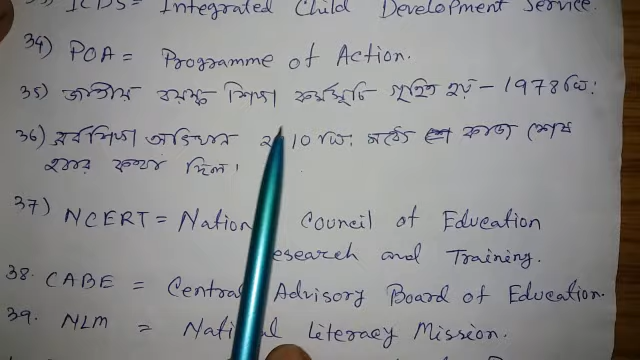 ICDS = Integrated Child Development Service.
34) POA = Programme of Action.
35) জাতীয় বয়স্ক শিক্ষা কর্মসূচি গৃহিত হয় - 1978 খ্রি:
36) সর্বশিক্ষা অভিযান 10 খ্রি: মধ্যে কাজ শেষ
হবার কথা ছিল।
37) NCERT = Nation Council of Education
esearch and Training.
38. CABE = Central Advisory Board of Education.
39. NLM = National Literacy Mission.